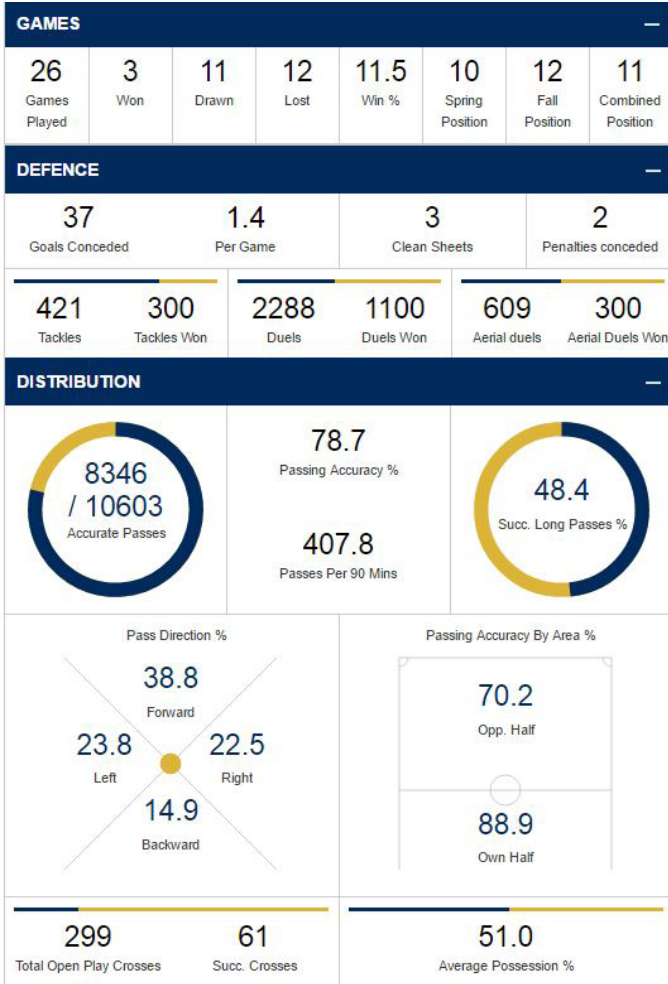 GAMES
26 3 11 12 11.5 10 12 11
Games Won Drawn Lost Win % Spring Fall Combined
Played Position Position Position
DEFENCE
37 1.4 3 2
Goals Conceded Per Game Clean Sheets Penalties conceded
421 300 2288 1100 609 300
Tackles Tackles Won Duels Duels Won Aerial duels Aerial Duels Won
DISTRIBUTION
8346
/ 10603
Accurate Passes
78.7
Passing Accuracy %
407.8
Passes Per 90 Mins
48.4
Succ. Long Passes %
Pass Direction %
38.8
Forward
23.8 22.5
Left Right
14.9
Backward
Passing Accuracy By Area %
70.2
Opp. Half
88.9
Own Half
299 61
Total Open Play Crosses Succ. Crosses
51.0
Average Possession %